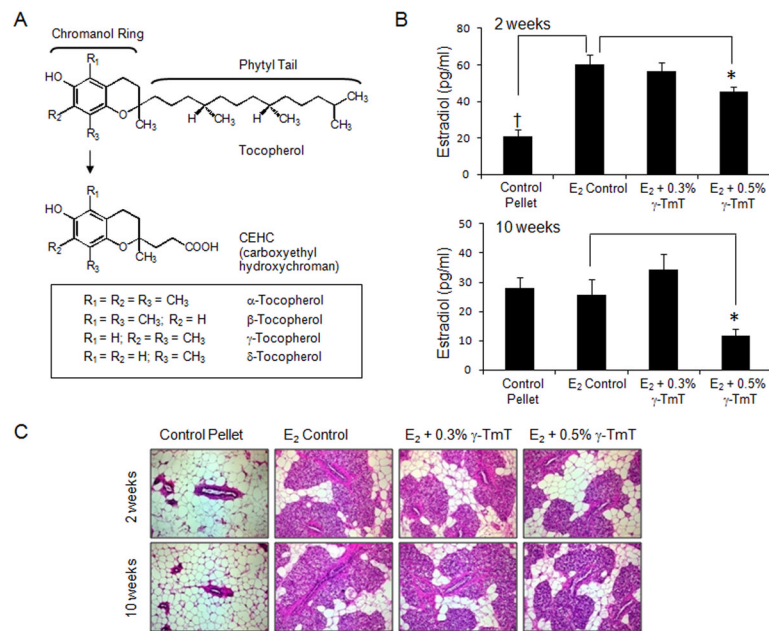 A
Chromanol Ring
Phytyl Tail
R₁
HO
R₂
R₃
O
CH₃
H
CH₃
H
CH₃
CH₃
CH₃
Tocopherol
R₁
HO
R₂
R₃
O
CH₃
COOH
CEHC
(carboxyethyl
hydroxychroman)
R₁ = R₂ = R₃ = CH₃ α-Tocopherol
R₁ = R₃ = CH₃; R₂ = H β-Tocopherol
R₁ = H; R₂ = R₃ = CH₃ γ-Tocopherol
R₁ = R₂ = H; R₃ = CH₃ δ-Tocopherol
B
2 weeks
Estradiol (pg/ml)
80
60
40
20
0
†
*
Control Pellet
E₂ Control
E₂ + 0.3% γ-TmT
E₂ + 0.5% γ-TmT
10 weeks
Estradiol (pg/ml)
50
40
30
20
10
0
*
Control Pellet
E₂ Control
E₂ + 0.3% γ-TmT
E₂ + 0.5% γ-TmT
C
Control Pellet E₂ Control E₂ + 0.3% γ-TmT E₂ + 0.5% γ-TmT
2 weeks
10 weeks